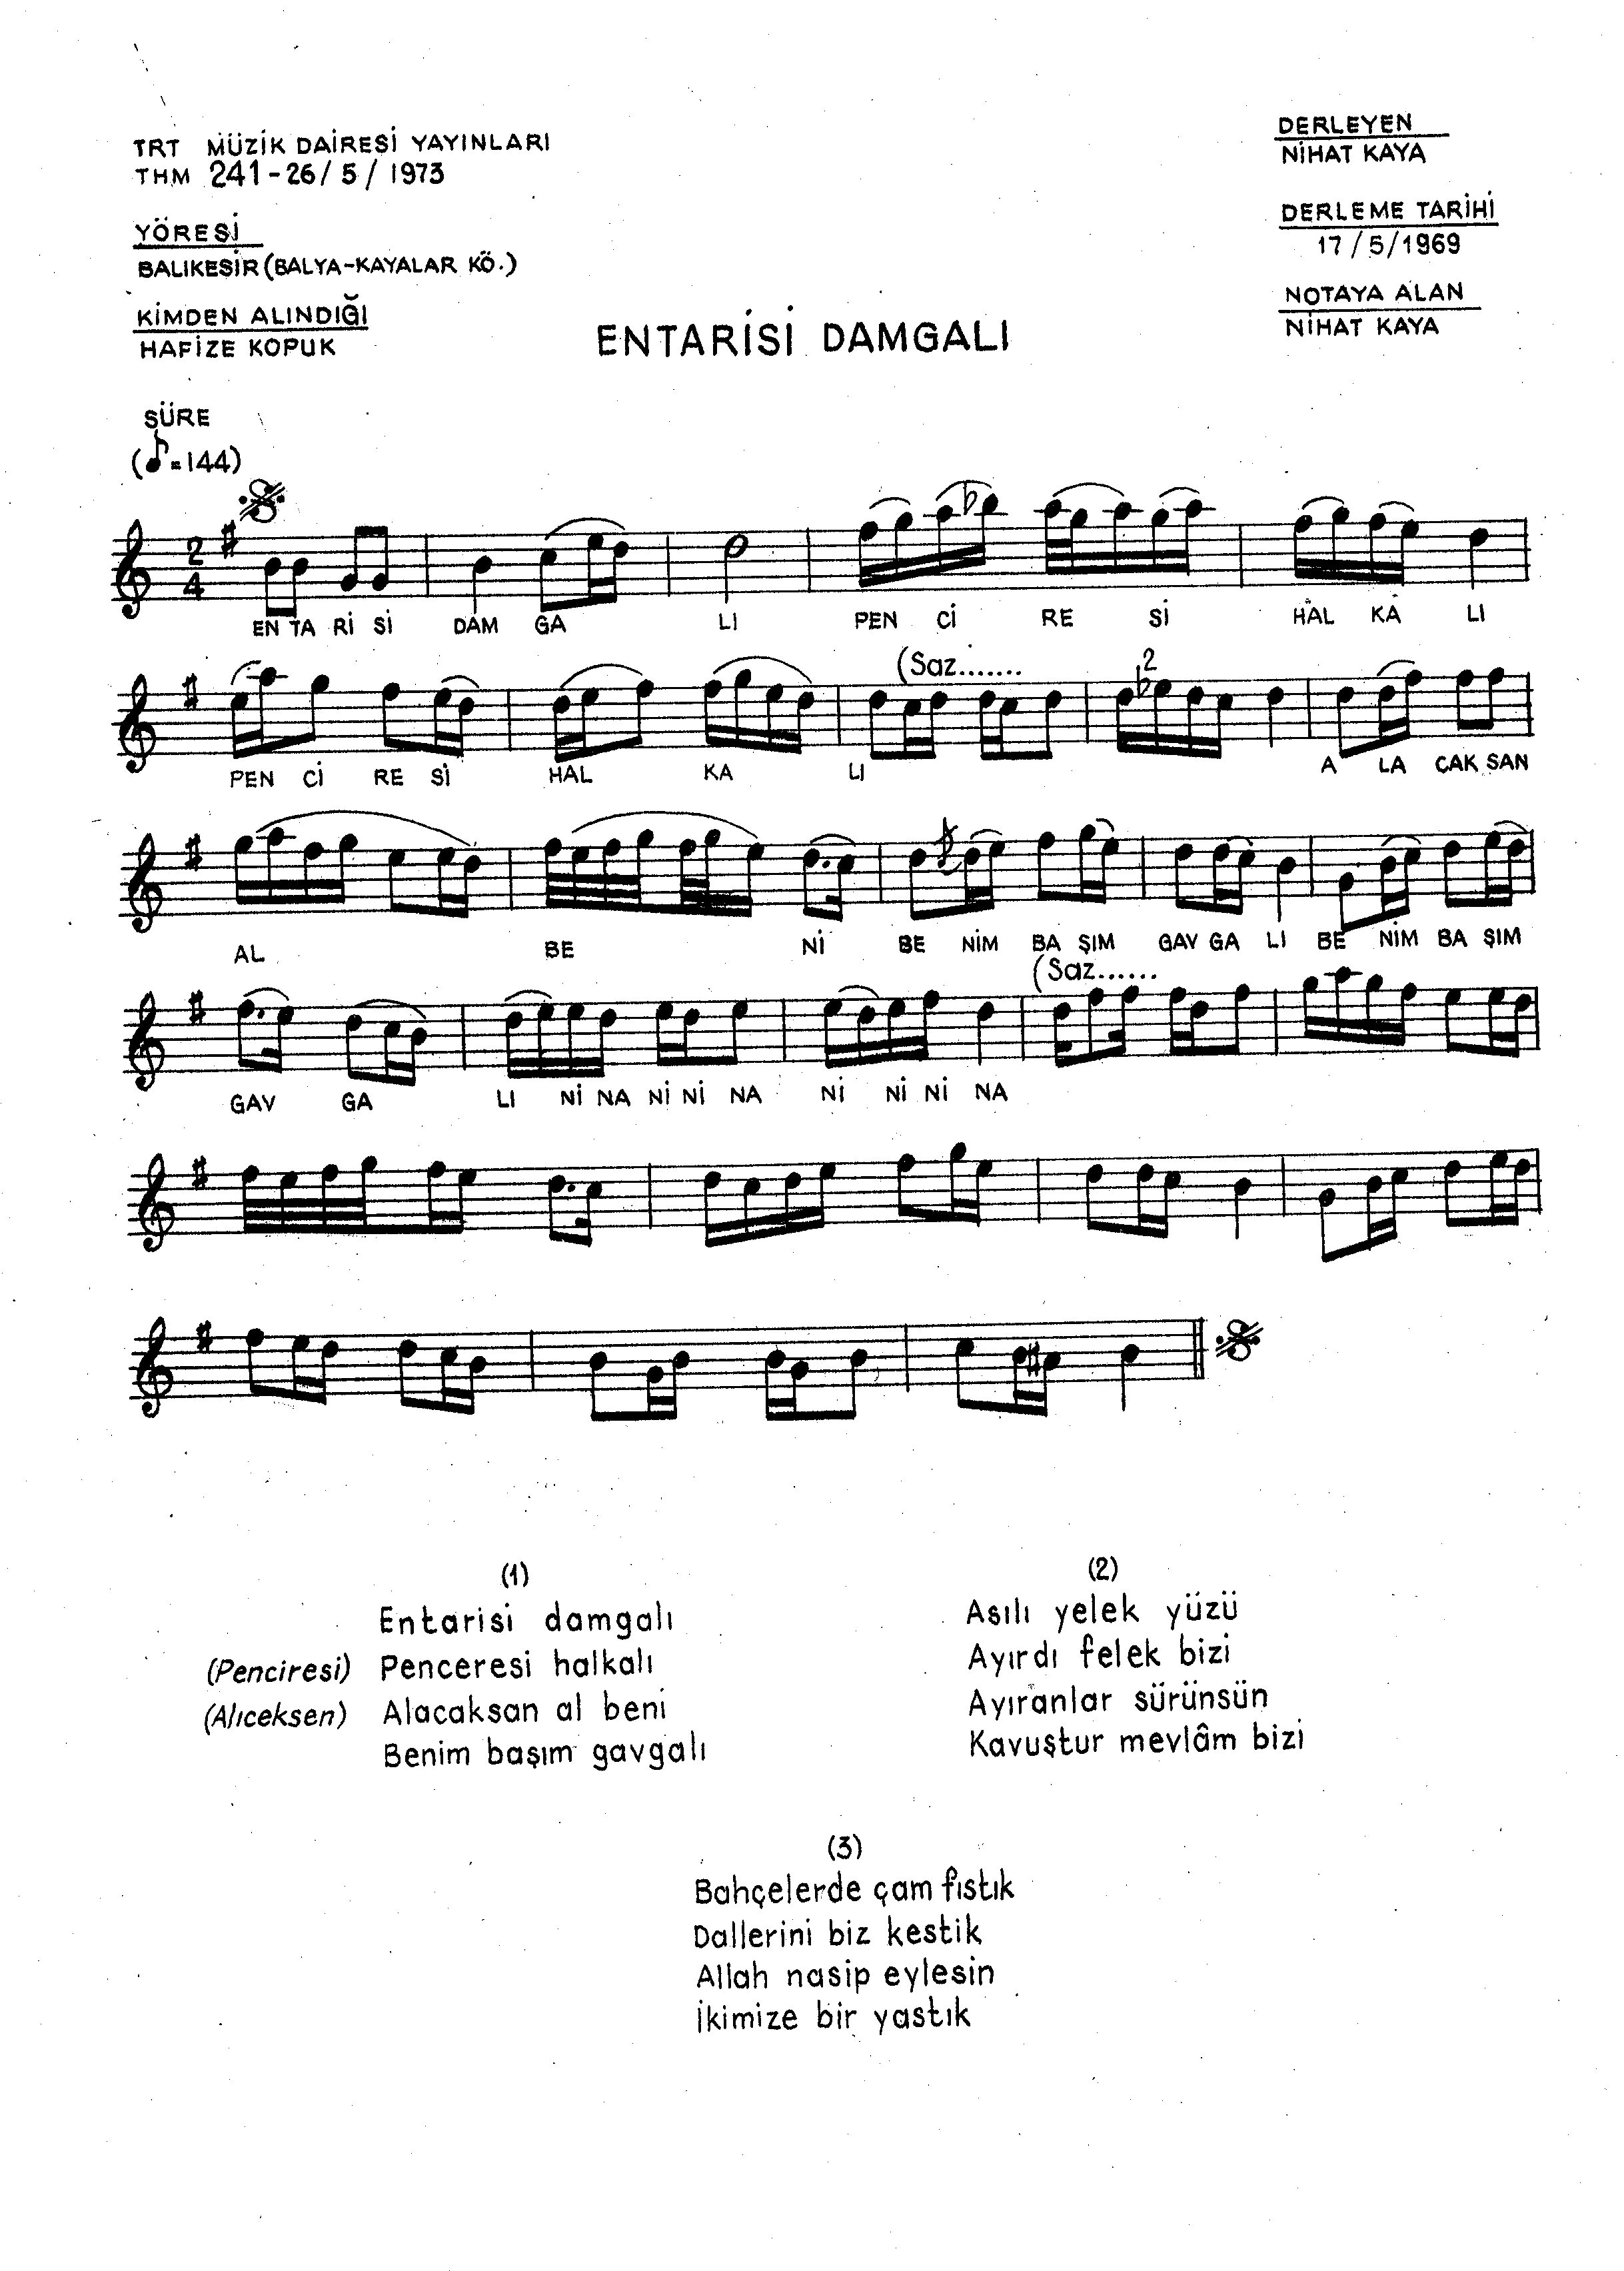 TRT MÜZİK DAİRESİ YAYINLARI
THM 241-26/5/1973
YÖRESİ
BALIKESİR (BALYA-KAYALAR KÖ.)
KİMDEN ALINDIĞI
HAFİZE KOPUK
DERLEYEN
NİHAT KAYA
DERLEME TARİHİ
17/5/1969
NOTAYA ALAN
NİHAT KAYA
ENTARİSİ DAMGALI
SÜRE
(♪=144)
2
4
EN TA Rİ Sİ DAM GA LI PEN Cİ RE Sİ HAL KA LI
(Saz.......
2
PEN Cİ RE Sİ HAL KA LI A LA CAK SAN
AL BE Nİ BE NİM BA ŞIM GAV GA LI BE NİM BA ŞIM
(Saz......
GAV GA LI Nİ NA Nİ Nİ NA Nİ Nİ Nİ NA
(1)
Entarisi damgalı
(Penciresi) Penceresi halkalı
(Alıceksen) Alacaksan al beni
Benim başım gavgalı
(2)
Asılı yelek yüzü
Ayırdı felek bizi
Ayıranlar sürünsün
Kavuştur mevlâm bizi
(3)
Bahçelerde çam fıstık
Dallerini biz kestik
Allah nasip eylesin
İkimize bir yastık